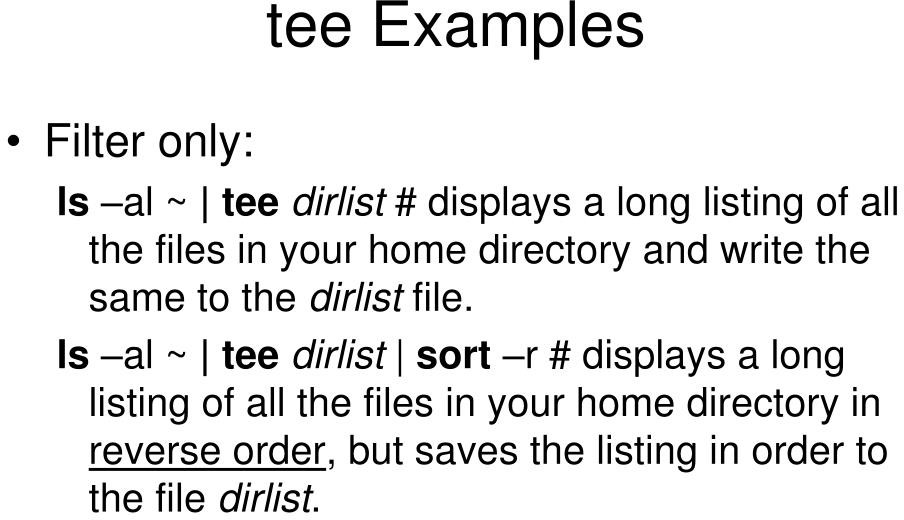 tee Examples
• Filter only:
ls –al ~ | tee dirlist # displays a long listing of all
the files in your home directory and write the
same to the dirlist file.
ls –al ~ | tee dirlist | sort –r # displays a long
listing of all the files in your home directory in
reverse order, but saves the listing in order to
the file dirlist.